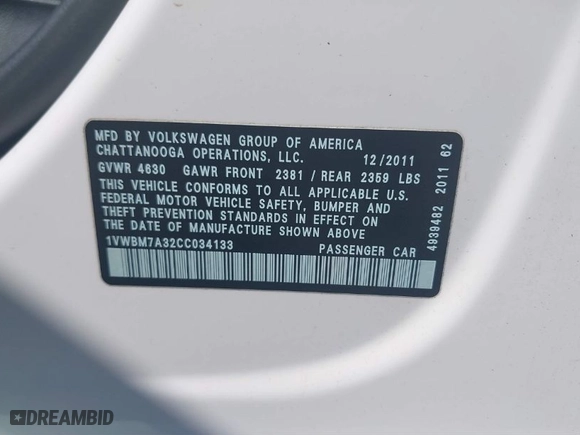 MFD BY VOLKSWAGEN GROUP OF AMERICA
CHATTANOOGA OPERATIONS, LLC. 12/2011
GVWR 4630 GAWR FRONT 2381 / REAR 2359 LBS
THIS VEHICLE CONFORMS TO ALL APPLICABLE U.S.
FEDERAL MOTOR VEHICLE SAFETY, BUMPER AND
THEFT PREVENTION STANDARDS IN EFFECT ON
THE DATE OF MANUFACTURE SHOWN ABOVE
1VWBM7A32CC034133 PASSENGER CAR
4939482 2011 62
DREAMBID